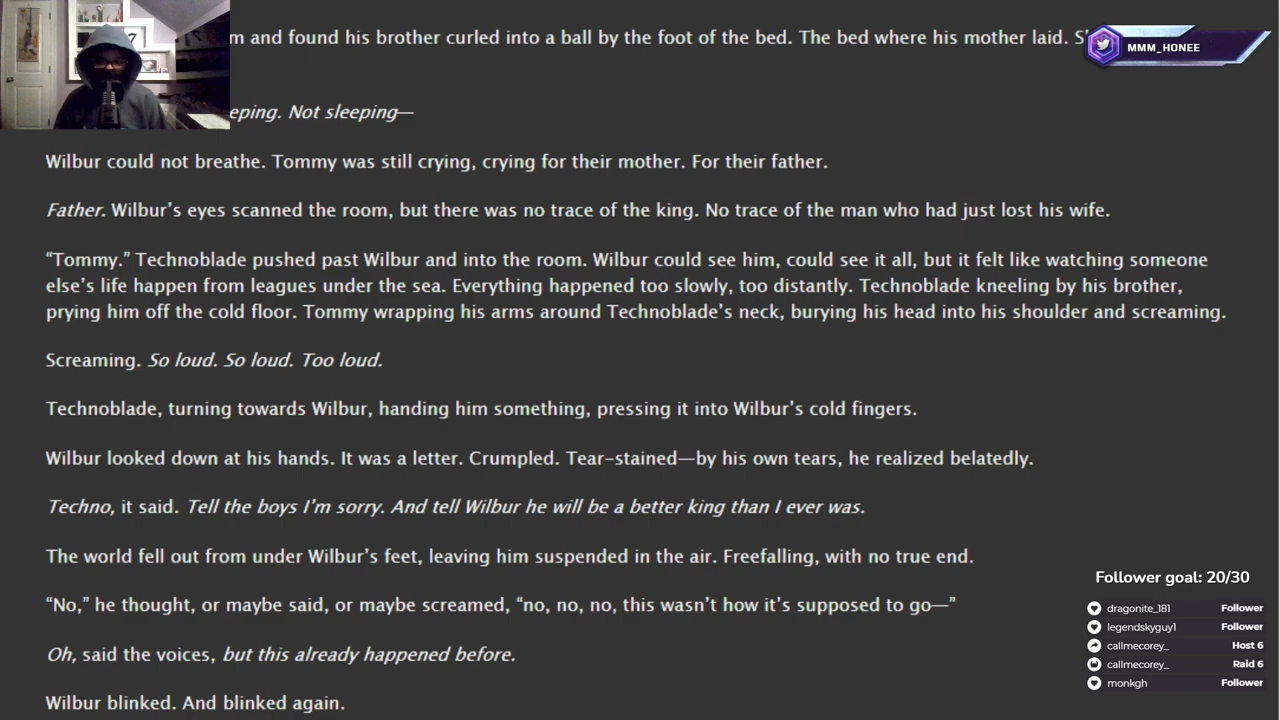 m and found his brother curled into a ball by the foot of the bed. The bed where his mother laid.
MMM_HONEE
eping. Not sleeping—
Wilbur could not breathe. Tommy was still crying, crying for their mother. For their father.
Father. Wilbur’s eyes scanned the room, but there was no trace of the king. No trace of the man who had just lost his wife.
“Tommy.” Technoblade pushed past Wilbur and into the room. Wilbur could see him, could see it all, but it felt like watching someone
else’s life happen from leagues under the sea. Everything happened too slowly, too distantly. Technoblade kneeling by his brother,
prying him off the cold floor. Tommy wrapping his arms around Technoblade’s neck, burying his head into his shoulder and screaming.
Screaming. So loud. So loud. Too loud.
Technoblade, turning towards Wilbur, handing him something, pressing it into Wilbur’s cold fingers.
Wilbur looked down at his hands. It was a letter. Crumpled. Tear-stained—by his own tears, he realized belatedly.
Techno, it said. Tell the boys I’m sorry. And tell Wilbur he will be a better king than I ever was.
The world fell out from under Wilbur’s feet, leaving him suspended in the air. Freefalling, with no true end.
“No,” he thought, or maybe said, or maybe screamed, “no, no, no, this wasn’t how it’s supposed to go—”
Oh, said the voices, but this already happened before.
Wilbur blinked. And blinked again.
Follower goal: 20/30
dragonite_181 Follower
legendskyguy1 Follower
callmecorey_ Host 6
callmecorey_ Raid 6
monkgh Follower